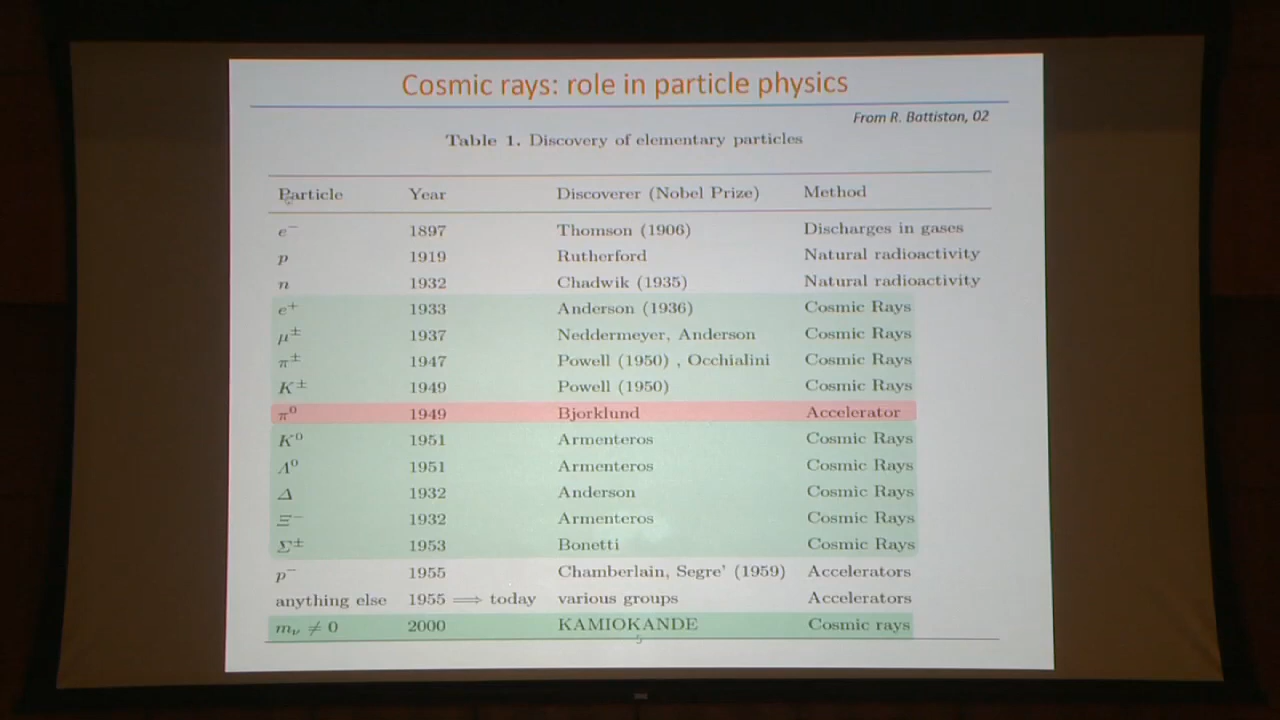 Cosmic rays: role in particle physics
From R. Battiston, 02
Table 1. Discovery of elementary particles
Particle Year Discoverer (Nobel Prize) Method
e⁻ 1897 Thomson (1906) Discharges in gases
p 1919 Rutherford Natural radioactivity
n 1932 Chadwik (1935) Natural radioactivity
e⁺ 1933 Anderson (1936) Cosmic Rays
μ± 1937 Neddermeyer, Anderson Cosmic Rays
π± 1947 Powell (1950) , Occhialini Cosmic Rays
K± 1949 Powell (1950) Cosmic Rays
π⁰ 1949 Bjorklund Accelerator
K⁰ 1951 Armenteros Cosmic Rays
Λ⁰ 1951 Armenteros Cosmic Rays
Δ 1932 Anderson Cosmic Rays
Ξ⁻ 1932 Armenteros Cosmic Rays
Σ± 1953 Bonetti Cosmic Rays
p⁻ 1955 Chamberlain, Segre' (1959) Accelerators
anything else 1955 ⟹ today various groups Accelerators
mν ≠ 0 2000 KAMIOKANDE Cosmic rays